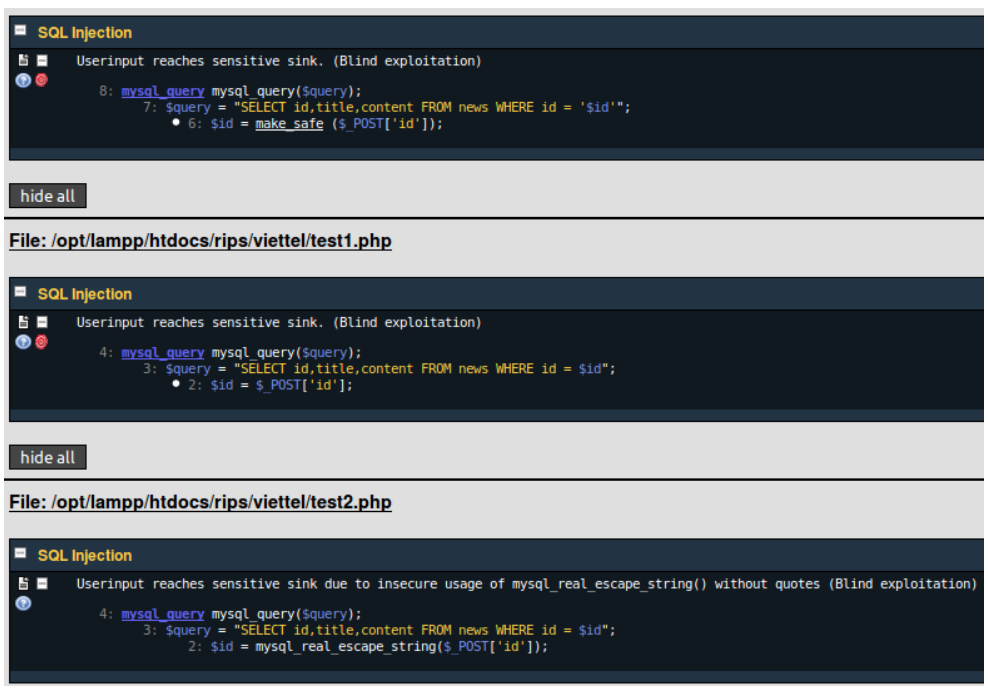 SQL Injection
Userinput reaches sensitive sink. (Blind exploitation)
8: mysql_query mysql_query($query);
7: $query = "SELECT id,title,content FROM news WHERE id = '$id'";
6: $id = make_safe ($_POST['id']);
hide all
File: /opt/lampp/htdocs/rips/viettel/test1.php
SQL Injection
Userinput reaches sensitive sink. (Blind exploitation)
4: mysql_query mysql_query($query);
3: $query = "SELECT id,title,content FROM news WHERE id = $id";
2: $id = $_POST['id'];
hide all
File: /opt/lampp/htdocs/rips/viettel/test2.php
SQL Injection
Userinput reaches sensitive sink due to insecure usage of mysql_real_escape_string() without quotes (Blind exploitation)
4: mysql_query mysql_query($query);
3: $query = "SELECT id,title,content FROM news WHERE id = $id";
2: $id = mysql_real_escape_string($_POST['id']);